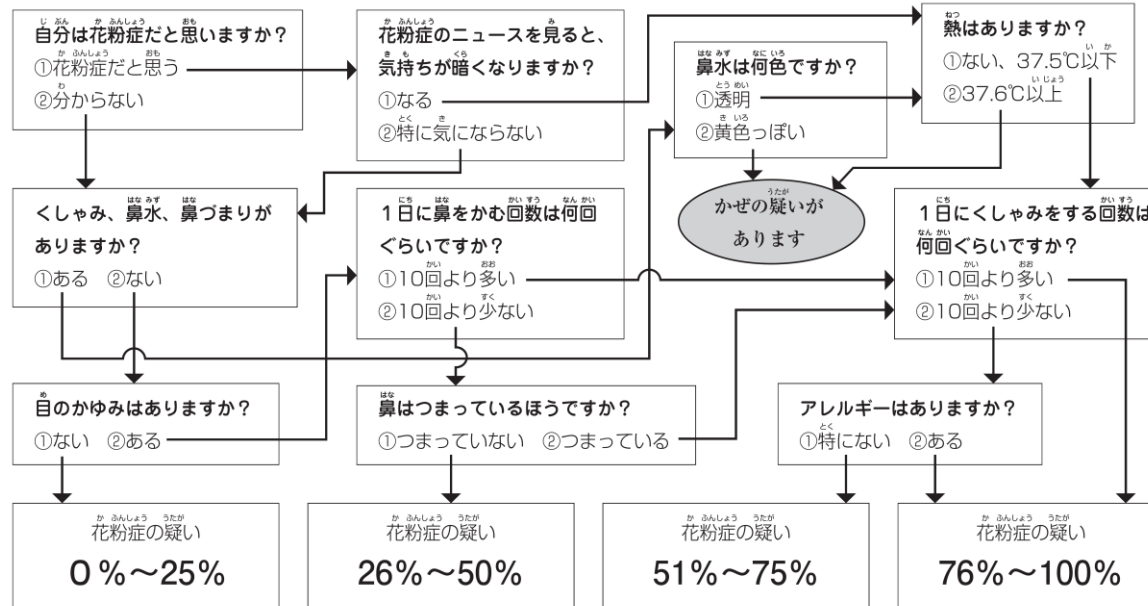 自分は花粉症だと思いますか？
①花粉症だと思う
②分からない
花粉症のニュースを見ると、
気持ちが暗くなりますか？
①なる
②特に気にならない
鼻水は何色ですか？
①透明
②黄色っぽい
熱はありますか？
①ない、37.5℃以下
②37.6℃以上
くしゃみ、鼻水、鼻づまりが
ありますか？
①ある　②ない
1日に鼻をかむ回数は何回
ぐらいですか？
①10回より多い
②10回より少ない
かぜの疑いが
あります
1日にくしゃみをする回数は
何回ぐらいですか？
①10回より多い
②10回より少ない
目のかゆみはありますか？
①ない　②ある
鼻はつまっているほうですか？
①つまっていない　②つまっている
アレルギーはありますか？
①特にない　②ある
花粉症の疑い
0％～25％
花粉症の疑い
26％～50％
花粉症の疑い
51％～75％
花粉症の疑い
76％～100％